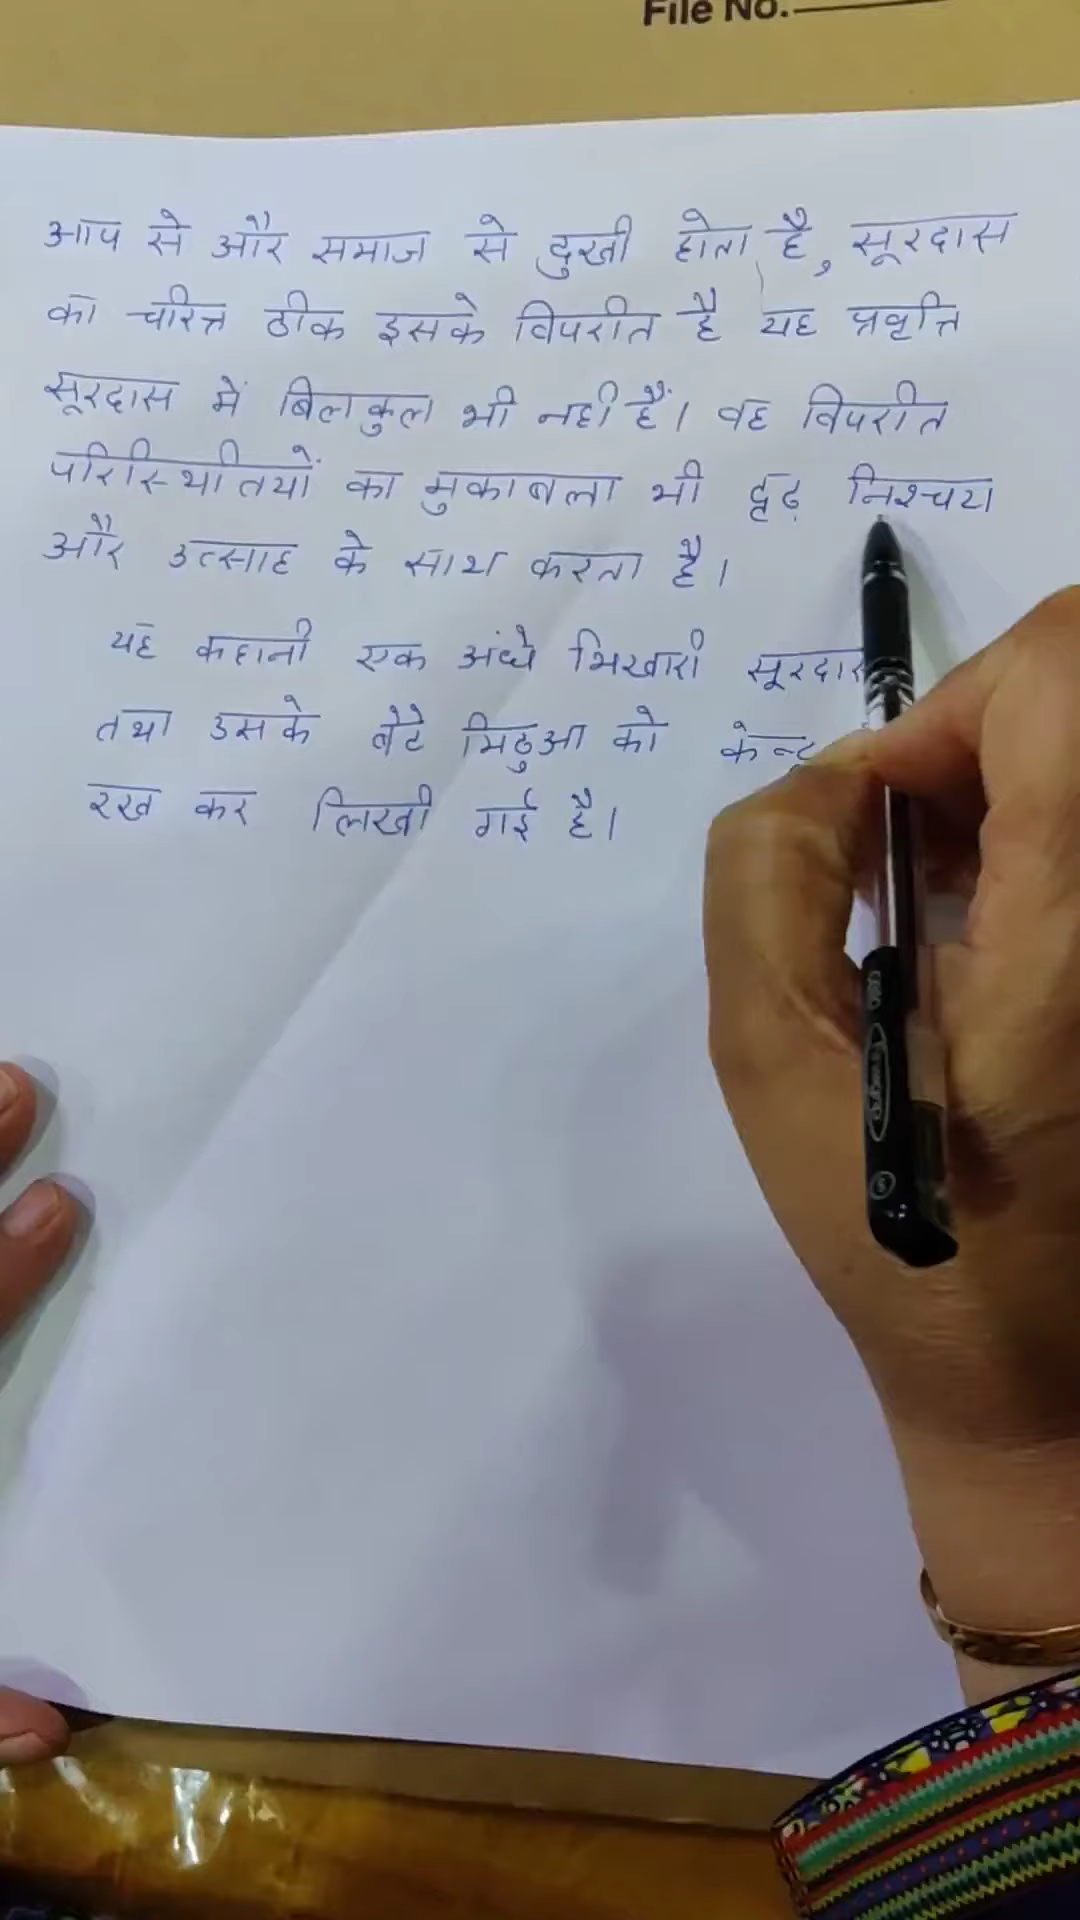 File No.
आप से और समाज से दुखी होता है, सूरदास
का चरित्र ठीक इसके विपरीत है यह प्रवृत्ति
सूरदास में बिलकुल भी नही हैं। वह विपरीत
परिस्थितियों का मुकाबला भी दृढ़ निश्चय
और उत्साह के साथ करता है।
यह कहानी एक अंधे भिखारी
तथा उसके बेटे मिठुआ को
रख कर लिखी गई है।
cello